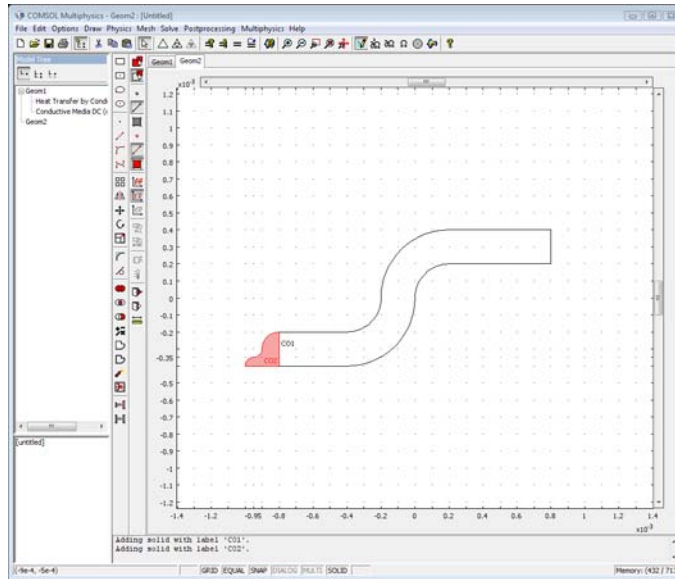 COMSOL Multiphysics - Geom2 : [Untitled]
File Edit Options Draw Physics Mesh Solve Postprocessing Multiphysics Help
Model Tree
Geom1 Geom2
Geom1
Heat Transfer by Condu
Conductive Media DC (
Geom2
x10⁻³
1.2
1.1
1
0.9
0.8
0.7
0.6
0.5
0.4
0.3
0.2
0.1
0
-0.1
-0.2
CO1
-0.35
CO2
-0.5
-0.6
-0.7
-0.8
-0.9
-1
-1.1
-1.2
-1.4 -1.2 -0.95 -0.8 -0.6 -0.4 -0.2 0 0.2 0.4 0.6 0.8 1 1.2 1.4
x10⁻³
[untitled]
Adding solid with label 'CO1'.
Adding solid with label 'CO2'.
(-9e-4, -5e-4) GRID EQUAL SNAP DIALOG MULTI SOLID Memory: (432 / 71